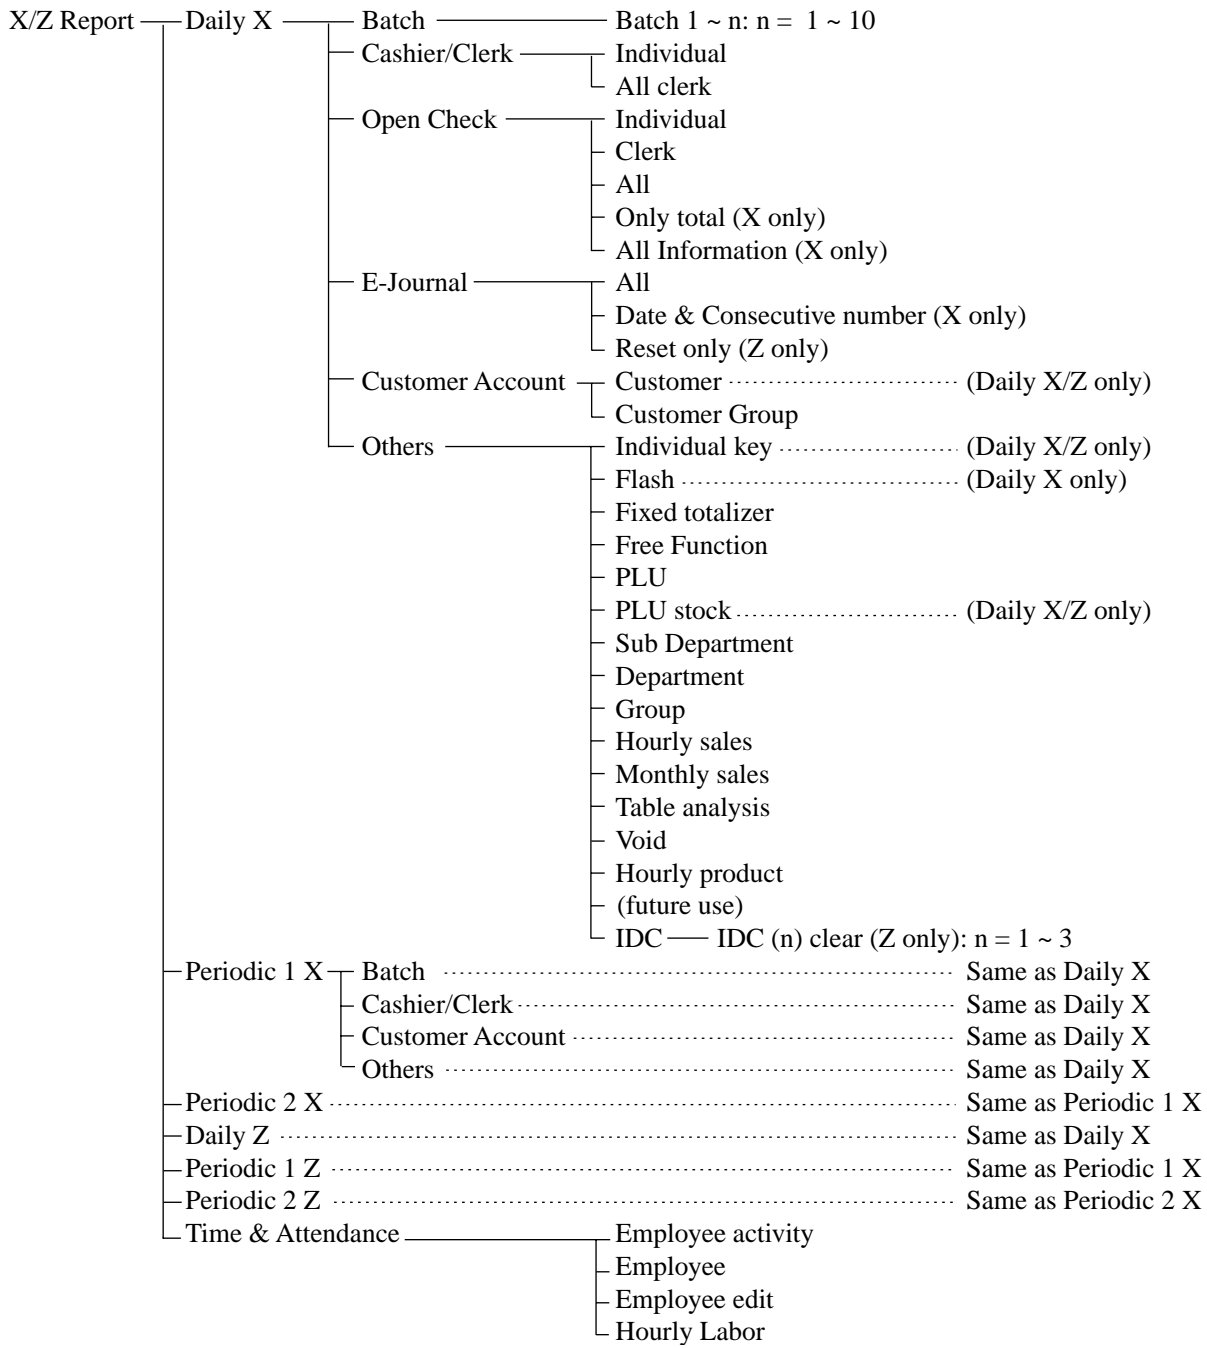 X/Z Report Daily X Batch Batch 1 ~ n: n = 1 ~ 10
Cashier/Clerk Individual
All clerk
Open Check Individual
Clerk
All
Only total (X only)
All Information (X only)
E-Journal All
Date & Consecutive number (X only)
Reset only (Z only)
Customer Account Customer (Daily X/Z only)
Customer Group
Others Individual key (Daily X/Z only)
Flash (Daily X only)
Fixed totalizer
Free Function
PLU
PLU stock (Daily X/Z only)
Sub Department
Department
Group
Hourly sales
Monthly sales
Table analysis
Void
Hourly product
(future use)
IDC IDC (n) clear (Z only): n = 1 ~ 3
Periodic 1 X Batch Same as Daily X
Cashier/Clerk Same as Daily X
Customer Account Same as Daily X
Others Same as Daily X
Periodic 2 X Same as Periodic 1 X
Daily Z Same as Daily X
Periodic 1 Z Same as Periodic 1 X
Periodic 2 Z Same as Periodic 2 X
Time & Attendance Employee activity
Employee
Employee edit
Hourly Labor